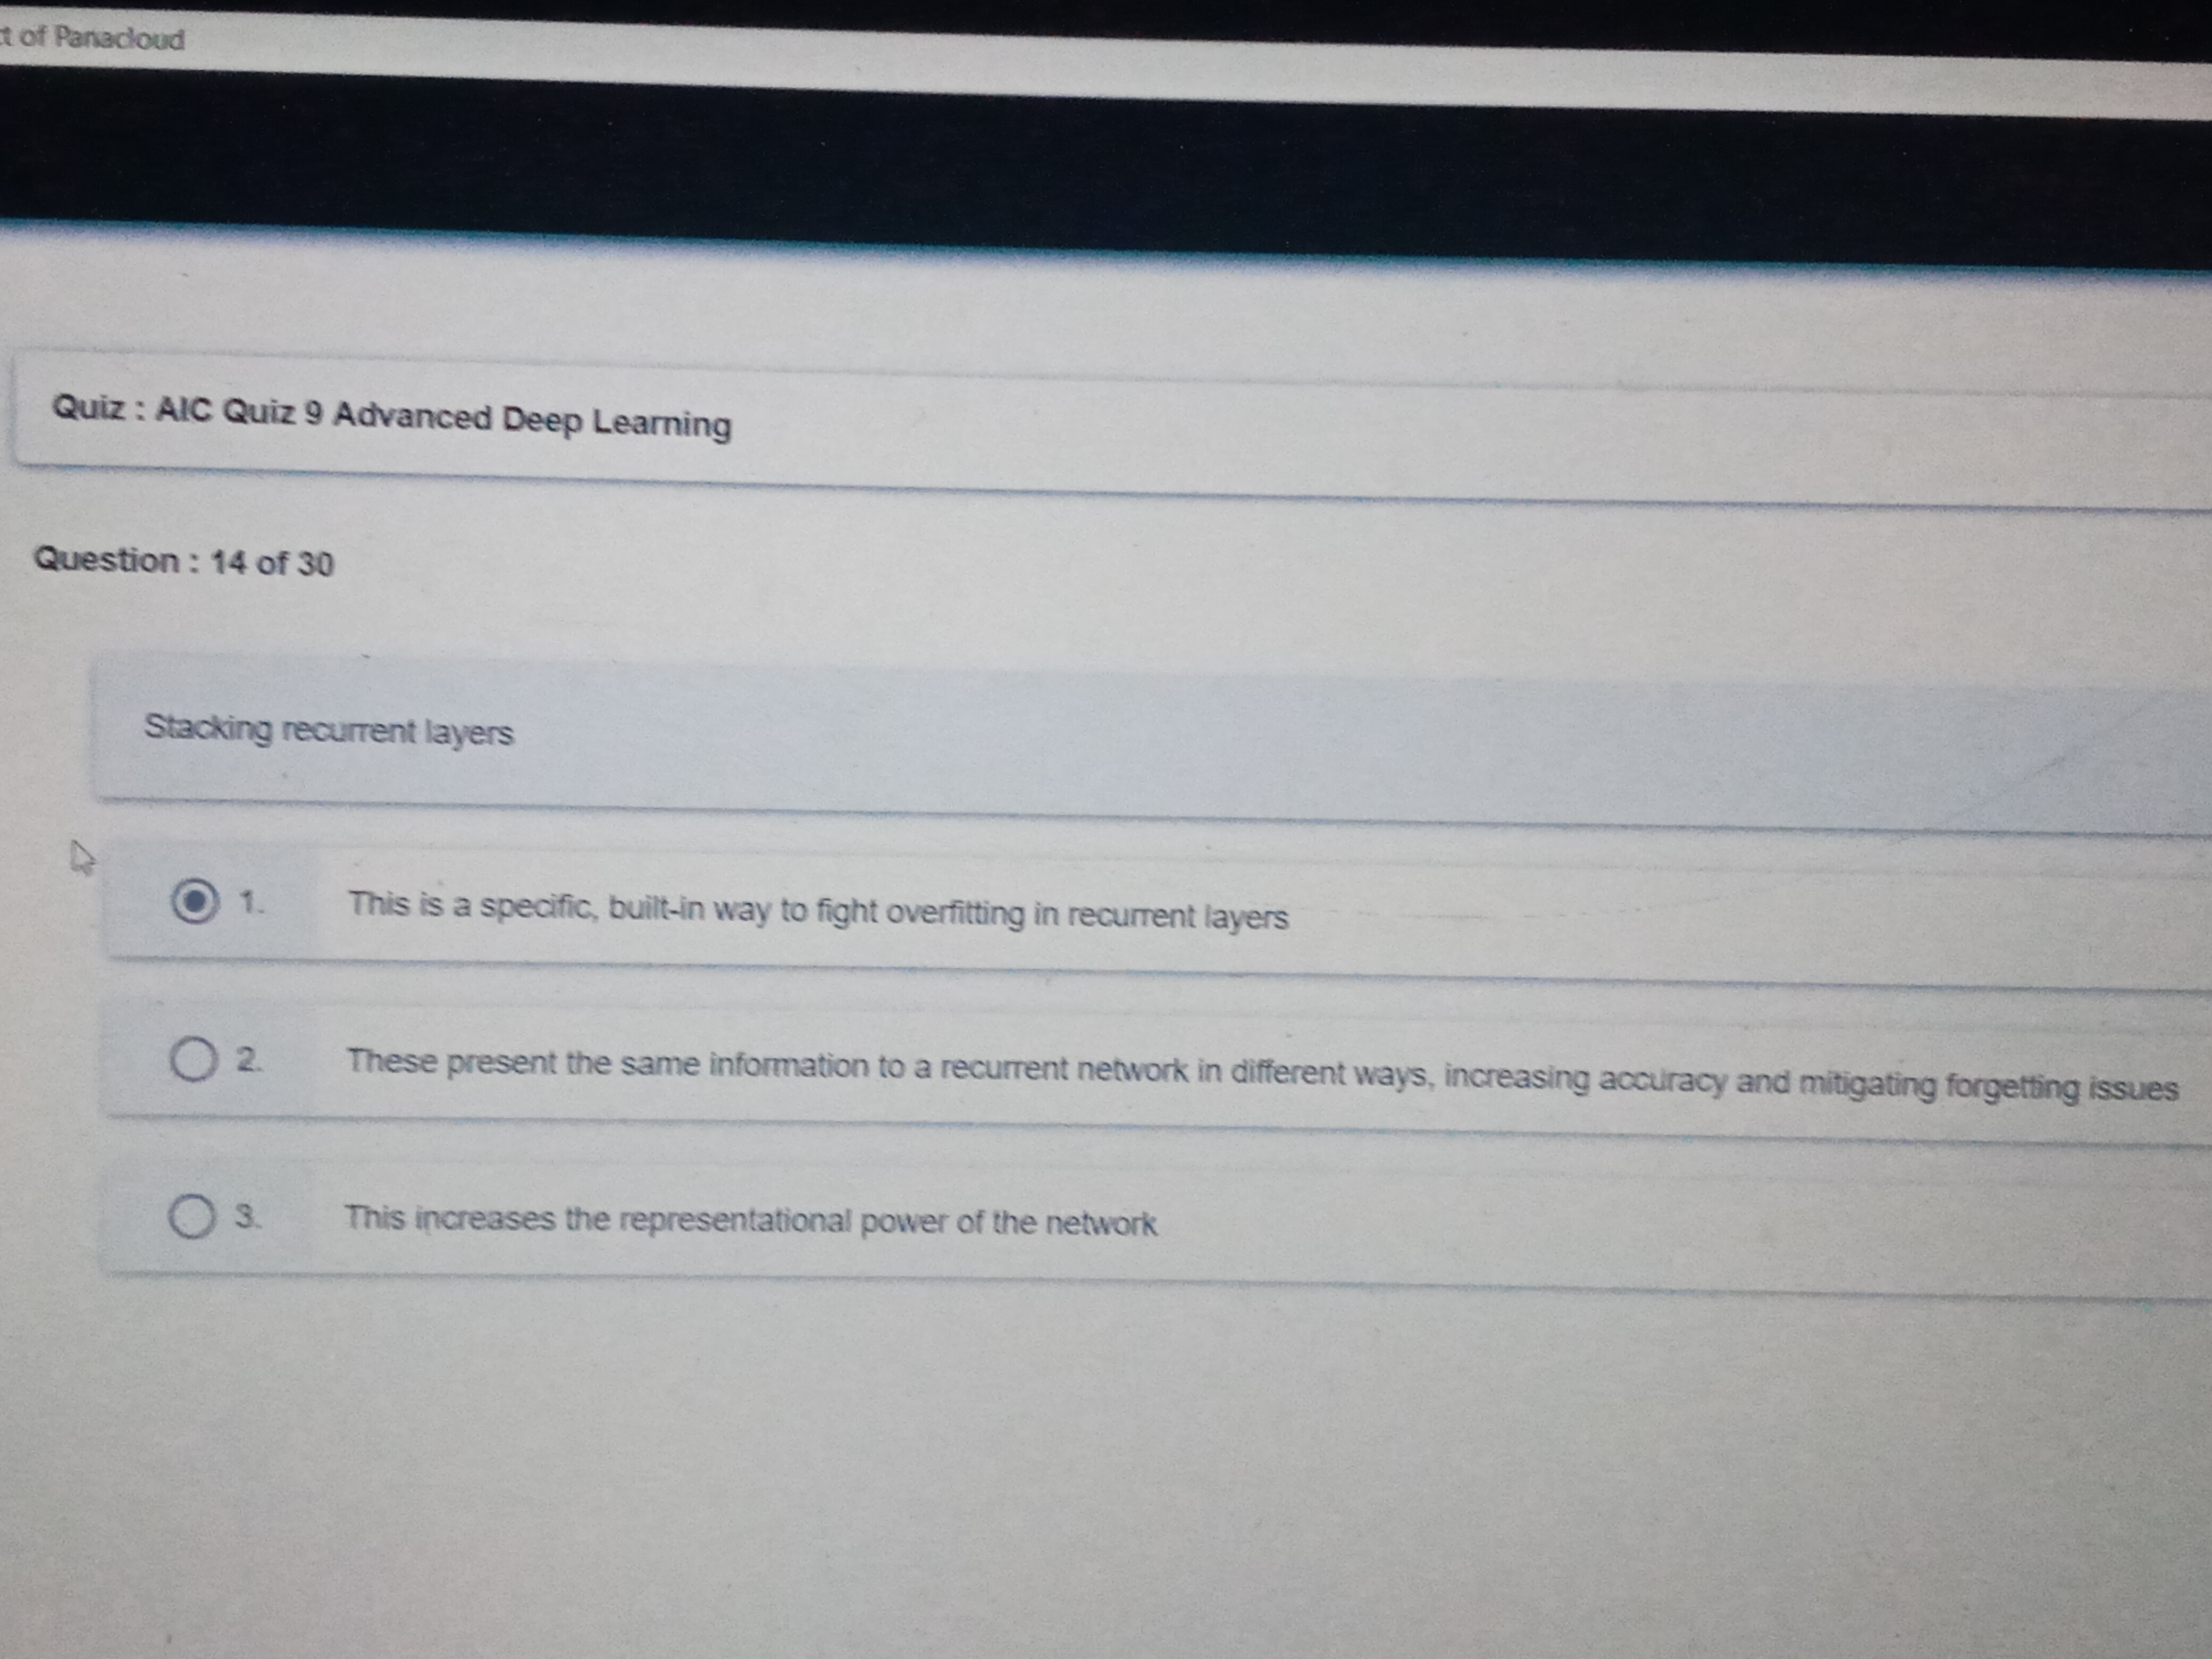 of Panacloud
Quiz : AIC Quiz 9 Advanced Deep Learning
Question : 14 of 30
Stacking recurrent layers
1. This is a specific, built-in way to fight overfitting in recurrent layers
2. These present the same information to a recurrent network in different ways, increasing accuracy and mitigating forgetting issues
3. This increases the representational power of the network